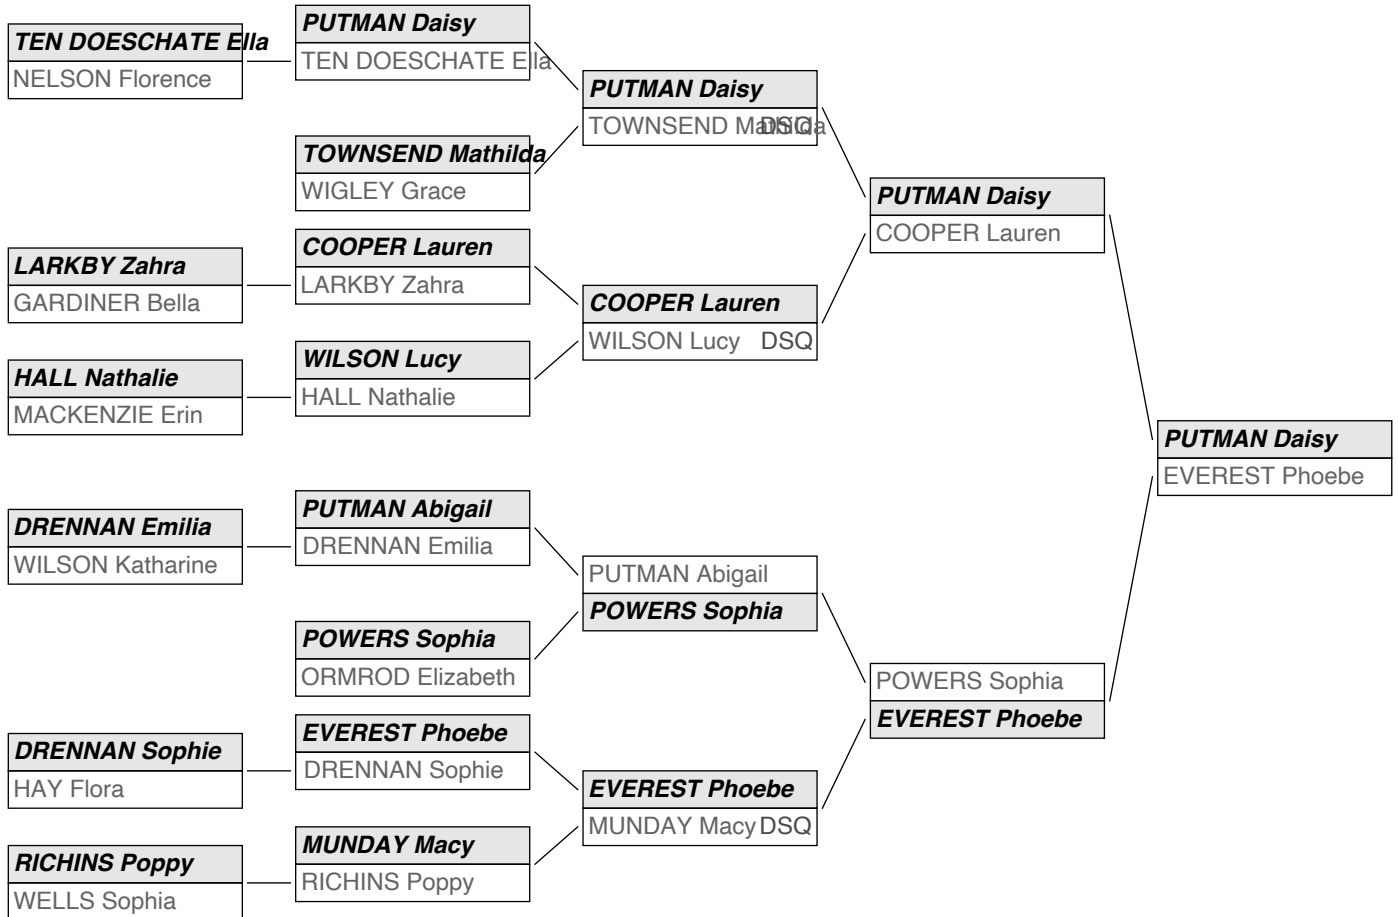 TEN DOESCHATE Ella
NELSON Florence
LARKBY Zahra
GARDINER Bella
HALL Nathalie
MACKENZIE Erin
DRENNAN Emilia
WILSON Katharine
DRENNAN Sophie
HAY Flora
RICHINS Poppy
WELLS Sophia
PUTMAN Daisy
TEN DOESCHATE Ella
TOWNSEND Mathilda
WIGLEY Grace
COOPER Lauren
LARKBY Zahra
WILSON Lucy
HALL Nathalie
PUTMAN Abigail
DRENNAN Emilia
POWERS Sophia
ORMROD Elizabeth
EVEREST Phoebe
DRENNAN Sophie
MUNDAY Macy
RICHINS Poppy
PUTMAN Daisy
TOWNSEND Mathilda DSQ
COOPER Lauren
WILSON Lucy DSQ
PUTMAN Abigail
POWERS Sophia
EVEREST Phoebe
MUNDAY Macy DSQ
PUTMAN Daisy
COOPER Lauren
POWERS Sophia
EVEREST Phoebe
PUTMAN Daisy
EVEREST Phoebe